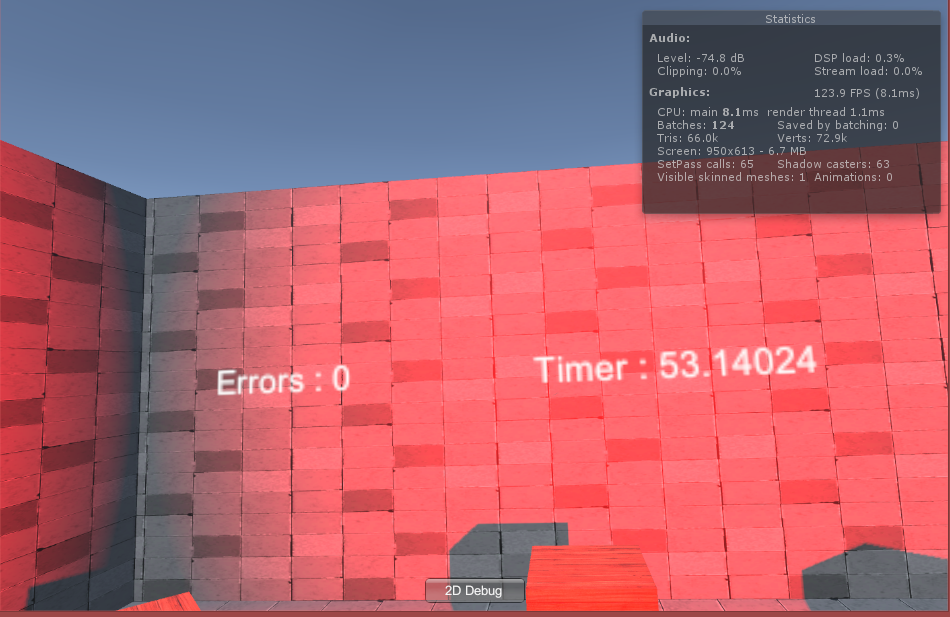 Statistics
Audio:
Level: -74.8 dB DSP load: 0.3%
Clipping: 0.0% Stream load: 0.0%
Graphics: 123.9 FPS (8.1ms)
CPU: main 8.1ms render thread 1.1ms
Batches: 124 Saved by batching: 0
Tris: 66.0k Verts: 72.9k
Screen: 950x613 - 6.7 MB
SetPass calls: 65 Shadow casters: 63
Visible skinned meshes: 1 Animations: 0
Errors : 0 Timer : 53.14024
2D Debug